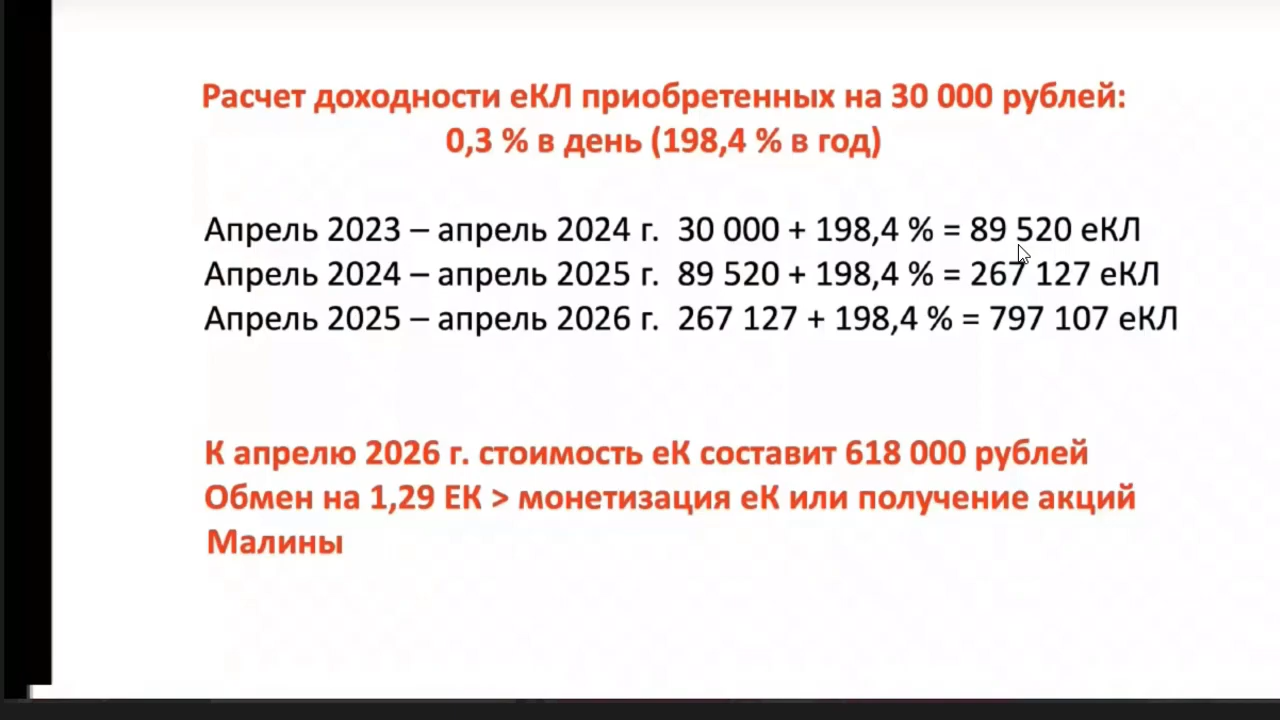 Расчет доходности еКЛ приобретенных на 30 000 рублей:
0,3 % в день (198,4 % в год)
Апрель 2023 – апрель 2024 г. 30 000 + 198,4 % = 89 520 еКЛ
Апрель 2024 – апрель 2025 г. 89 520 + 198,4 % = 267 127 еКЛ
Апрель 2025 – апрель 2026 г. 267 127 + 198,4 % = 797 107 еКЛ
К апрелю 2026 г. стоимость еК составит 618 000 рублей
Обмен на 1,29 ЕК > монетизация еК или получение акций
Малины